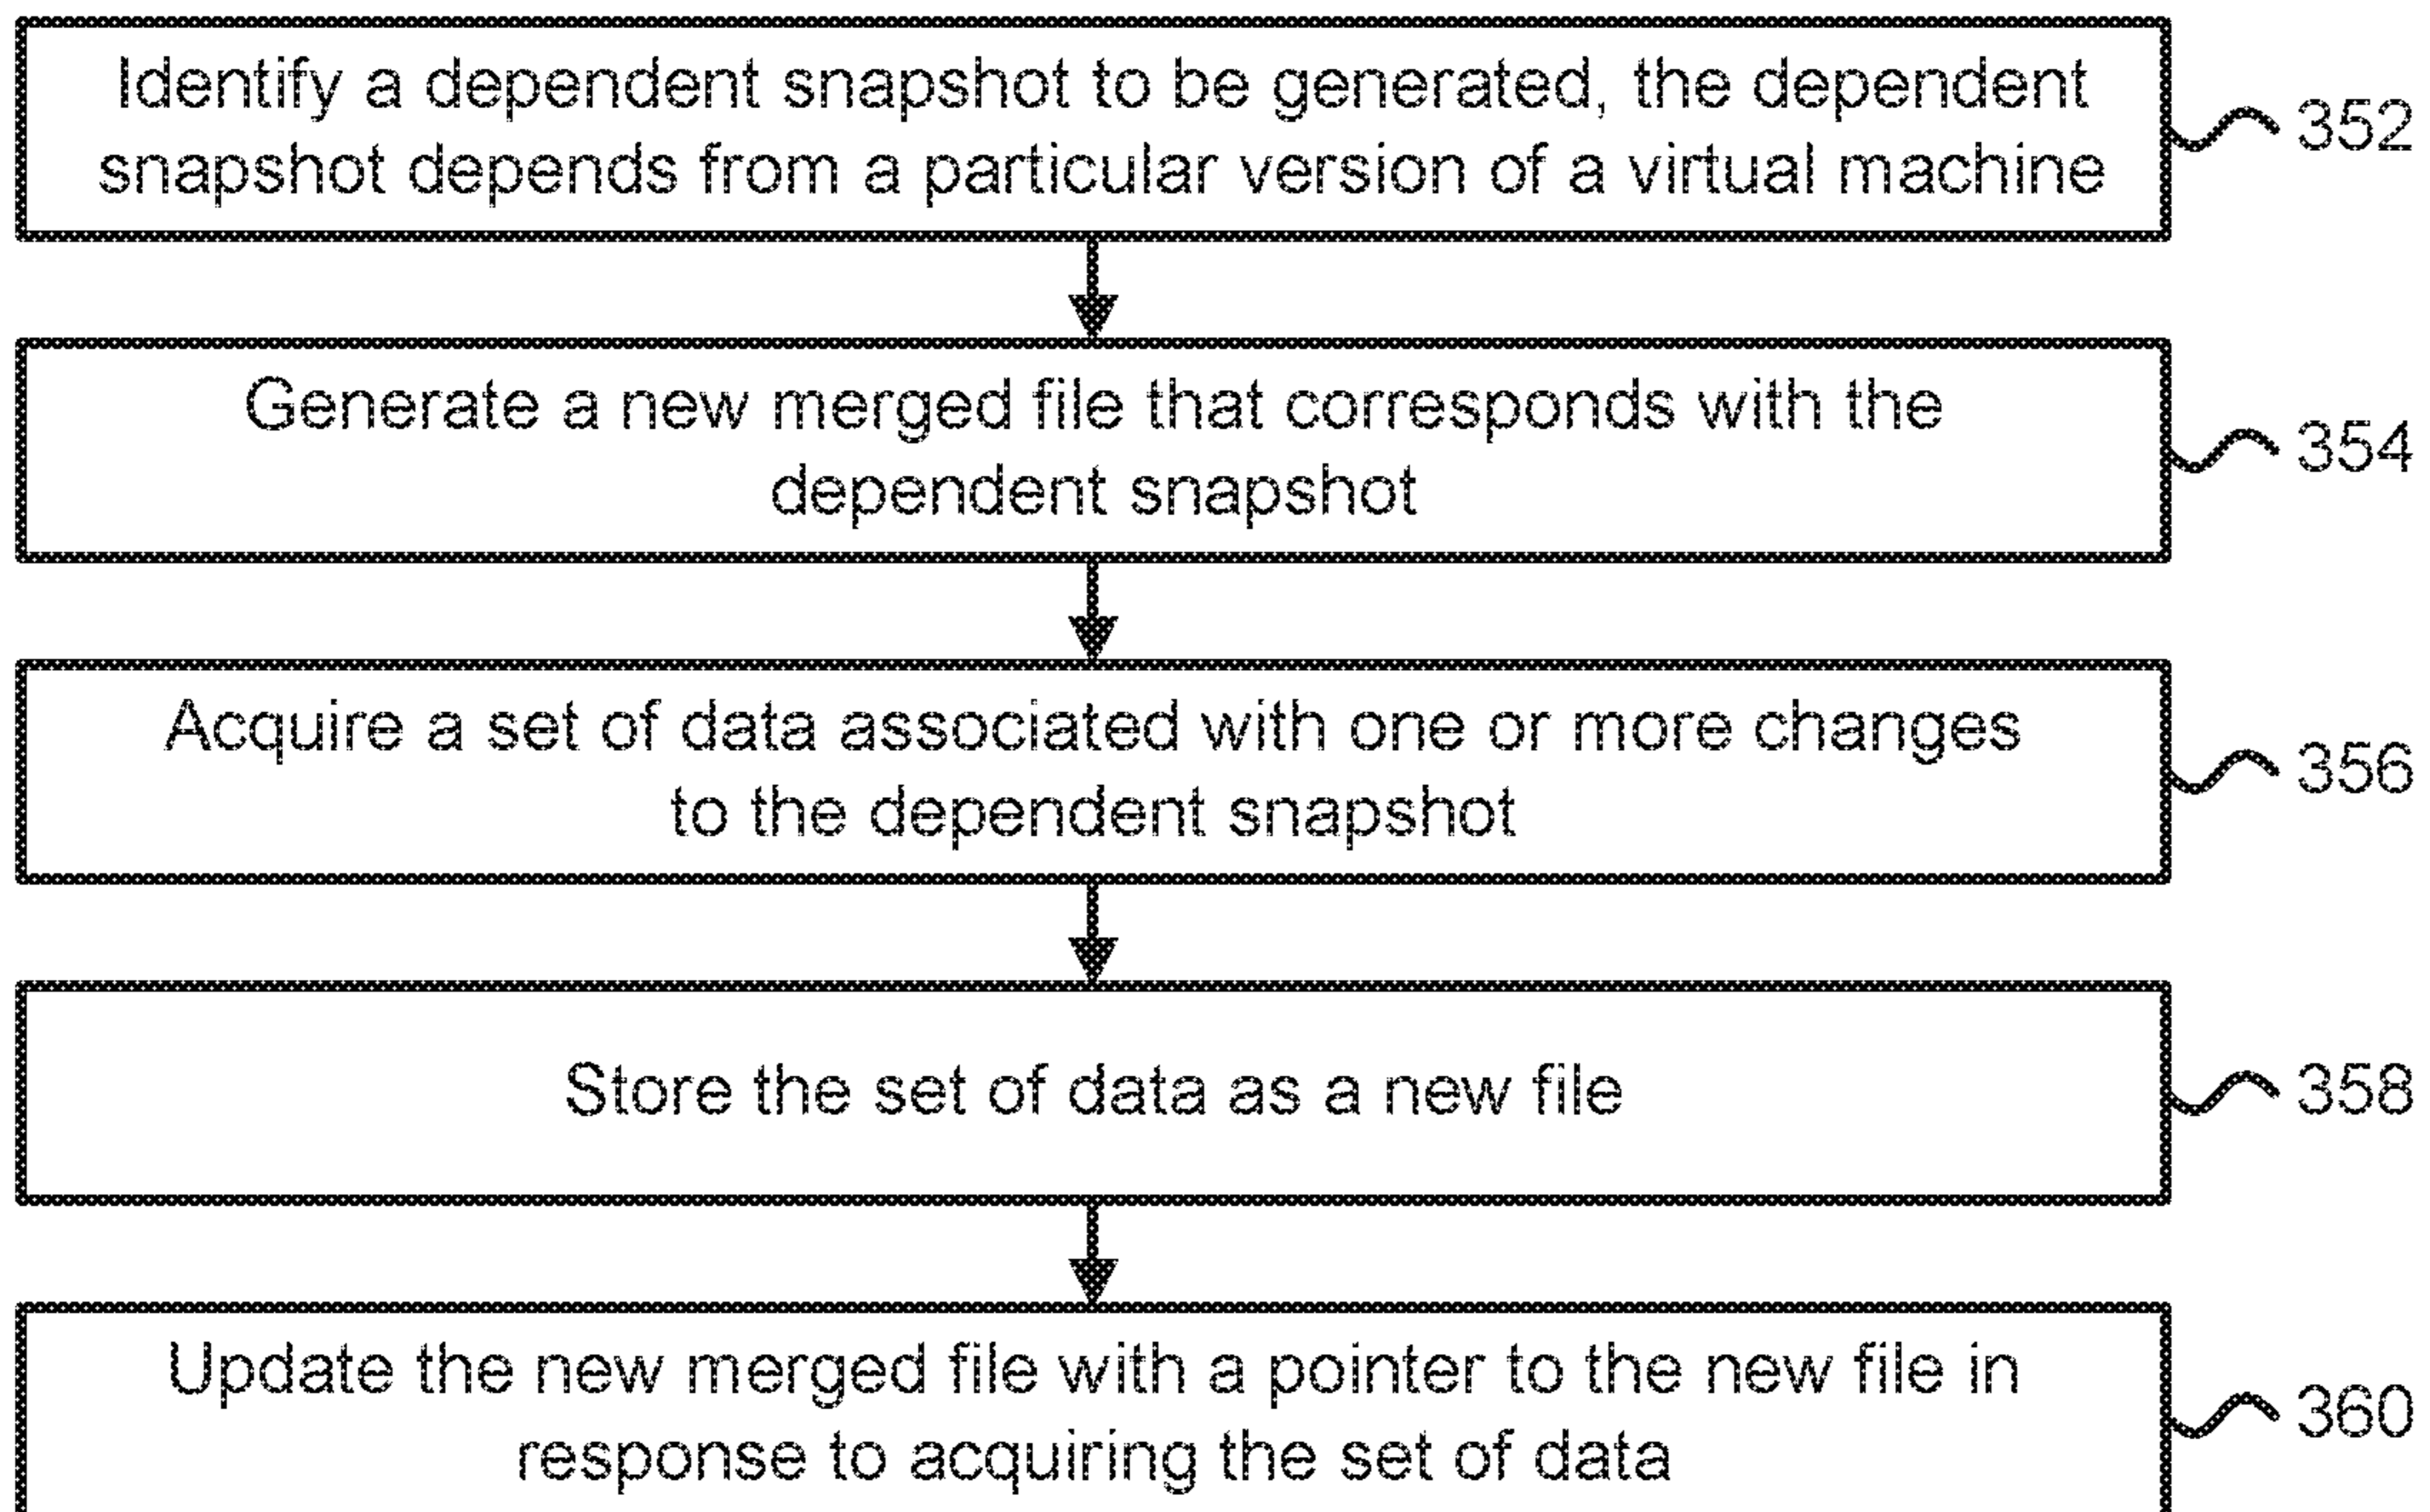 Identify a dependent snapshot to be generated, the dependent
snapshot depends from a particular version of a virtual machine
352
Generate a new merged file that corresponds with the
dependent snapshot
354
Acquire a set of data associated with one or more changes
to the dependent snapshot
356
Store the set of data as a new file
358
Update the new merged file with a pointer to the new file in
response to acquiring the set of data
360